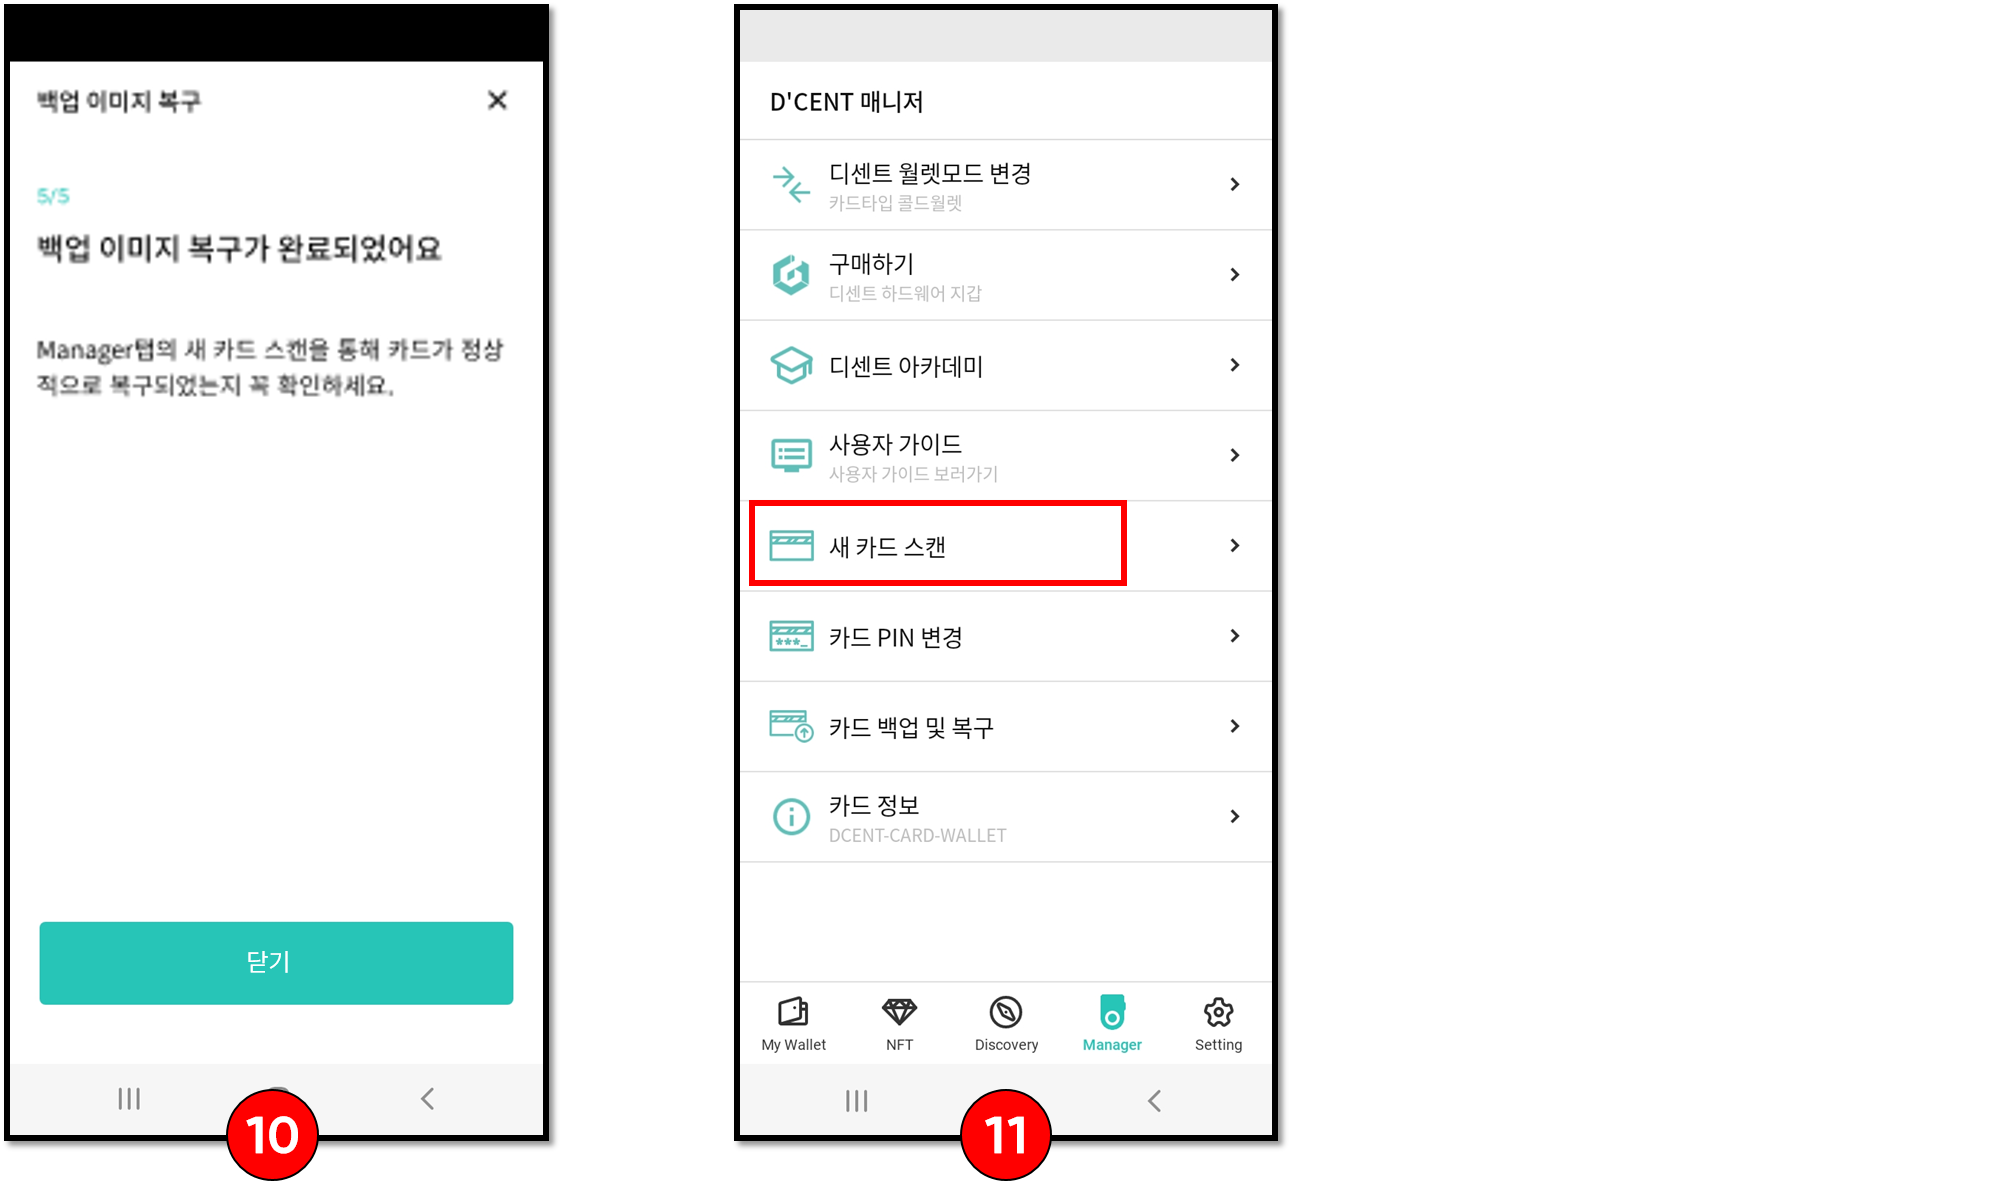 백업 이미지 복구
5/5
백업 이미지 복구가 완료되었어요
Manager탭의 새 카드 스캔을 통해 카드가 정상
적으로 복구되었는지 꼭 확인하세요.
닫기
10
D'CENT 매니저
디센트 월렛모드 변경
카드타입 콜드월렛
구매하기
디센트 하드웨어 지갑
디센트 아카데미
사용자 가이드
사용자 가이드 보러가기
새 카드 스캔
***_
카드 PIN 변경
카드 백업 및 복구
카드 정보
DCENT-CARD-WALLET
My Wallet
NFT
Discovery
Manager
Setting
11